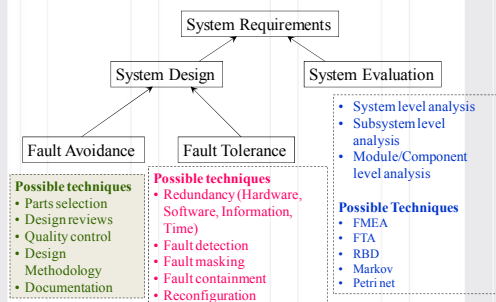 System Requirements
System Design
System Evaluation
Fault Avoidance
Fault Tolerance
Possible techniques
• Parts selection
• Design reviews
• Quality control
• Design
Methodology
• Documentation
Possible techniques
• Redundancy (Hardware,
Software, Information,
Time)
• Fault detection
• Fault masking
• Fault containment
• Reconfiguration
• System level analysis
• Subsystem level
analysis
• Module/Component
level analysis
Possible Techniques
• FMEA
• FTA
• RBD
• Markov
• Petri net